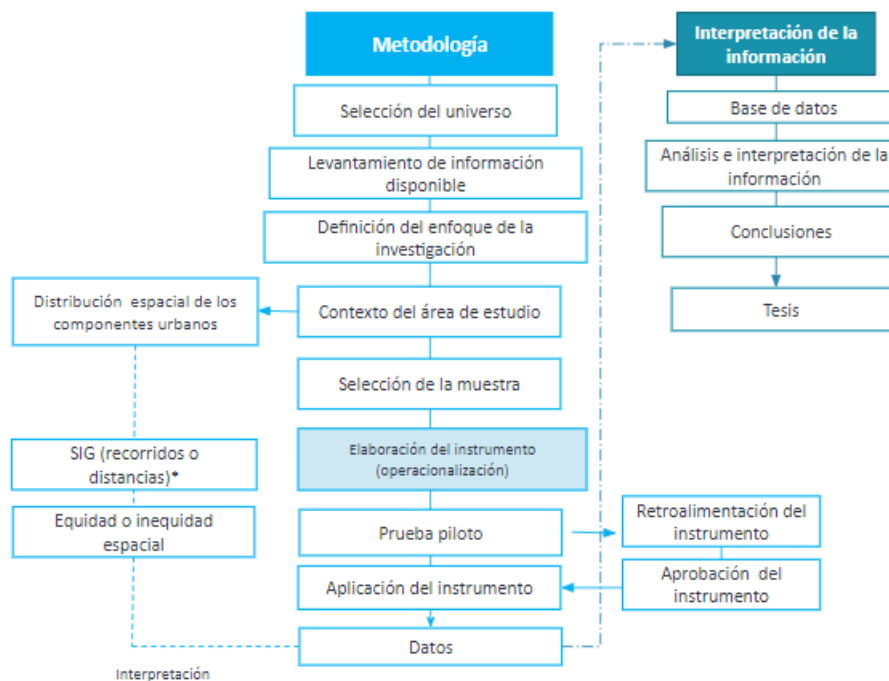 Metodología
Selección del universo
Levantamiento de información
disponible
Definición del enfoque de la
investigación
Contexto del área de estudio
Distribución espacial de los
componentes urbanos
Selección de la muestra
Elaboración del instrumento
(operacionalización)
SIG (recorridos o
distancias)*
Equidad o inequidad
espacial
Prueba piloto
Retroalimentación del
instrumento
Aprobación del
instrumento
Aplicación del instrumento
Datos
Interpretación
Interpretación de la
información
Base de datos
Análisis e interpretación de la
información
Conclusiones
Tesis